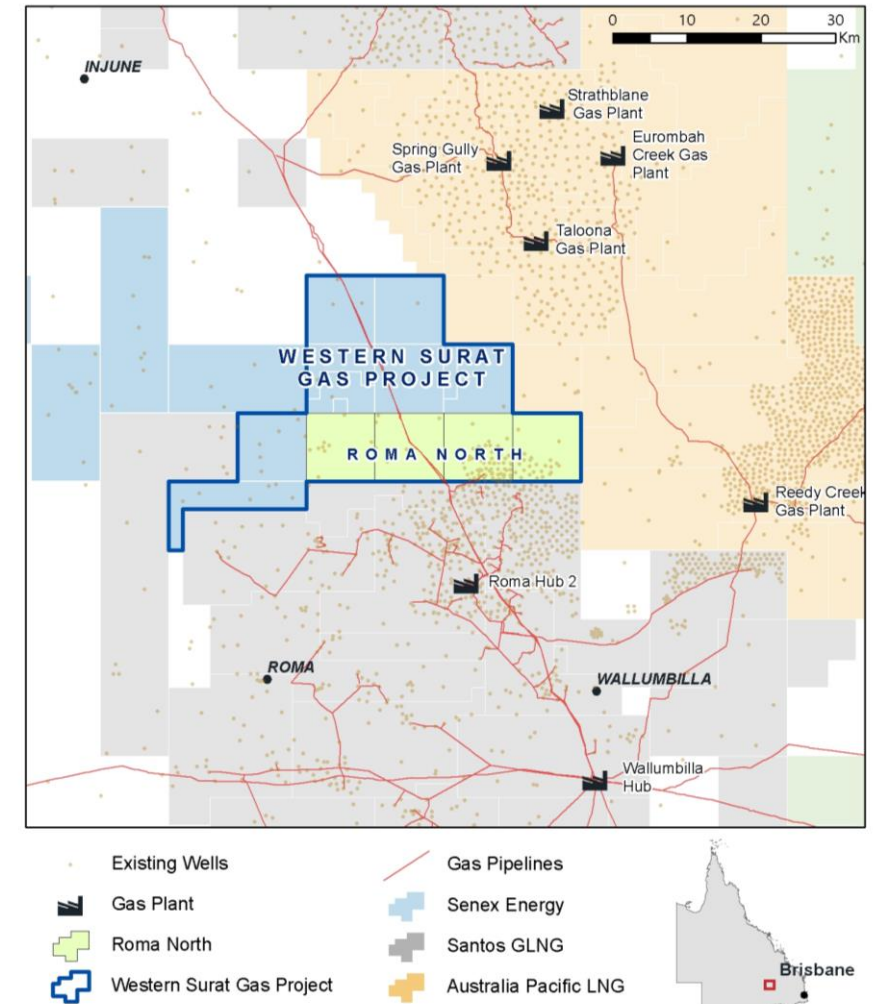 0 10 20 30
Km
INJUNE
Strathblane
Gas Plant
Spring Gully
Gas Plant
Eurombah
Creek Gas
Plant
Taloona
Gas Plant
WESTERN SURAT
GAS PROJECT
ROMA NORTH
Reedy Creek
Gas Plant
Roma Hub 2
ROMA
WALLUMBILLA
Wallumbilla
Hub
Existing Wells
Gas Plant
Roma North
Western Surat Gas Project
Gas Pipelines
Senex Energy
Santos GLNG
Australia Pacific LNG
Brisbane